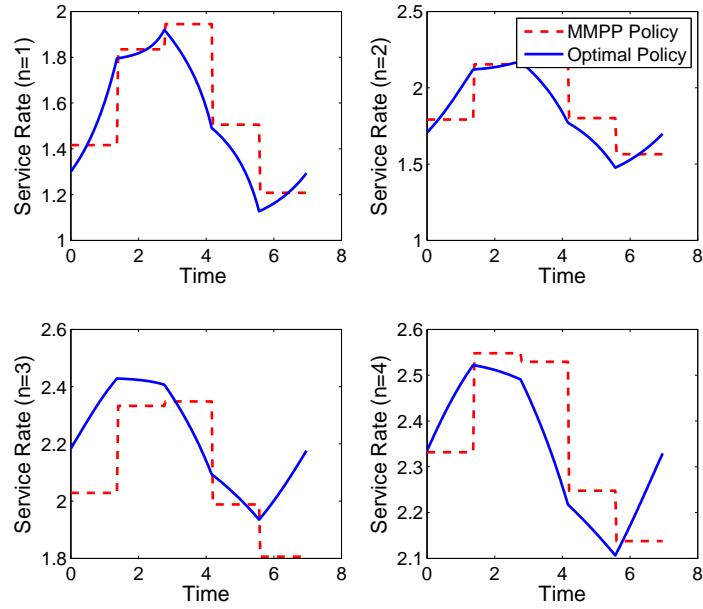 2
1.8
1.6
1.4
1.2
1
0 2 4 6 8
Time
Service Rate (n=1)
2.5
2
1.5
1
0 2 4 6 8
Time
Service Rate (n=2)
MMPP Policy
Optimal Policy
2.6
2.4
2.2
2
1.8
0 2 4 6 8
Time
Service Rate (n=3)
2.6
2.5
2.4
2.3
2.2
2.1
0 2 4 6 8
Time
Service Rate (n=4)